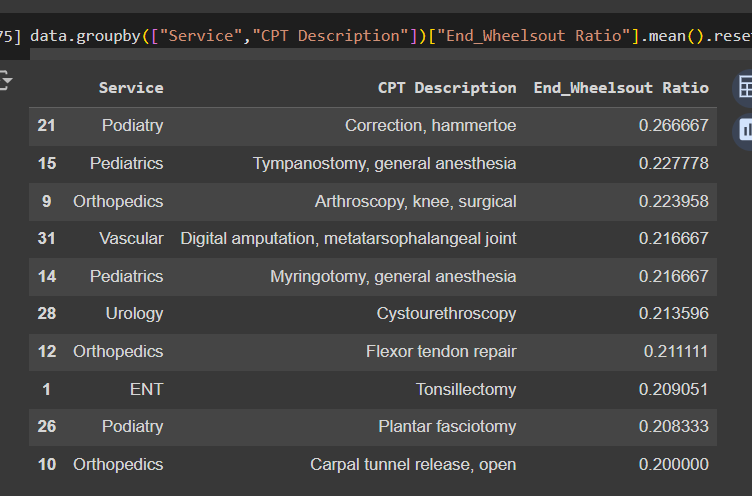 75] data.groupby(["Service","CPT Description"])["End_Wheelsout Ratio"].mean().rese
Service CPT Description End_Wheelsout Ratio
21 Podiatry Correction, hammertoe 0.266667
15 Pediatrics Tympanostomy, general anesthesia 0.227778
9 Orthopedics Arthroscopy, knee, surgical 0.223958
31 Vascular Digital amputation, metatarsophalangeal joint 0.216667
14 Pediatrics Myringotomy, general anesthesia 0.216667
28 Urology Cystourethroscopy 0.213596
12 Orthopedics Flexor tendon repair 0.211111
1 ENT Tonsillectomy 0.209051
26 Podiatry Plantar fasciotomy 0.208333
10 Orthopedics Carpal tunnel release, open 0.200000